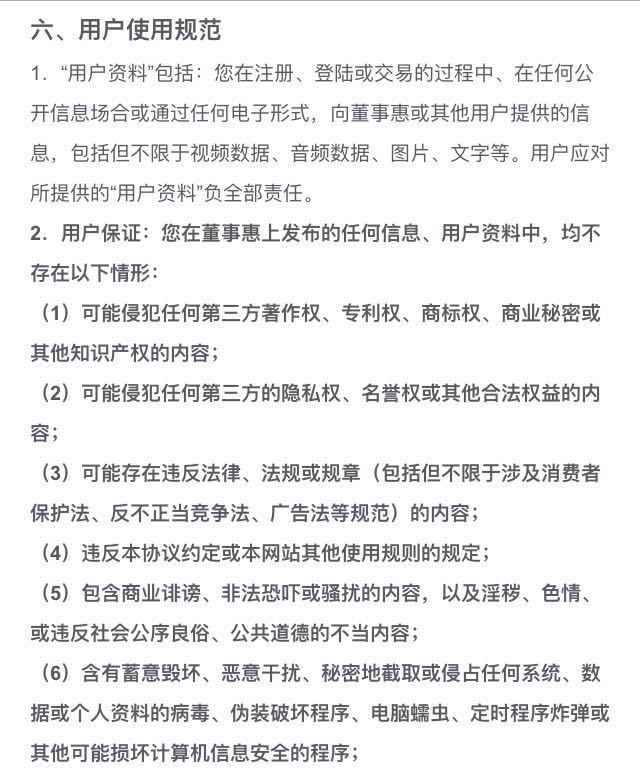 六、用户使用规范
1．“用户资料”包括：您在注册、登陆或交易的过程中、在任何公
开信息场合或通过任何电子形式，向董事惠或其他用户提供的信
息，包括但不限于视频数据、音频数据、图片、文字等。用户应对
所提供的“用户资料”负全部责任。
2．用户保证：您在董事惠上发布的任何信息、用户资料中，均不
存在以下情形：
（1）可能侵犯任何第三方著作权、专利权、商标权、商业秘密或
其他知识产权的内容；
（2）可能侵犯任何第三方的隐私权、名誉权或其他合法权益的内
容；
（3）可能存在违反法律、法规或规章（包括但不限于涉及消费者
保护法、反不正当竞争法、广告法等规范）的内容；
（4）违反本协议约定或本网站其他使用规则的规定；
（5）包含商业诽谤、非法恐吓或骚扰的内容，以及淫秽、色情、
或违反社会公序良俗、公共道德的不当内容；
（6）含有蓄意毁坏、恶意干扰、秘密地截取或侵占任何系统、数
据或个人资料的病毒、伪装破坏程序、电脑蠕虫、定时程序炸弹或
其他可能损坏计算机信息安全的程序；